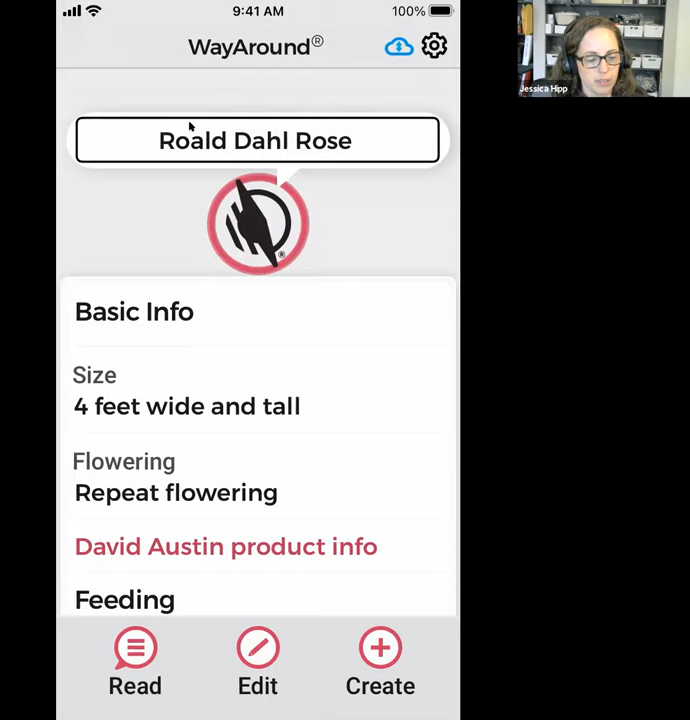 9:41 AM
100%
WayAround®
Jessica Hipp
Roald Dahl Rose
®
Basic Info
Size
4 feet wide and tall
Flowering
Repeat flowering
David Austin product info
Feeding
Read
Edit
Create